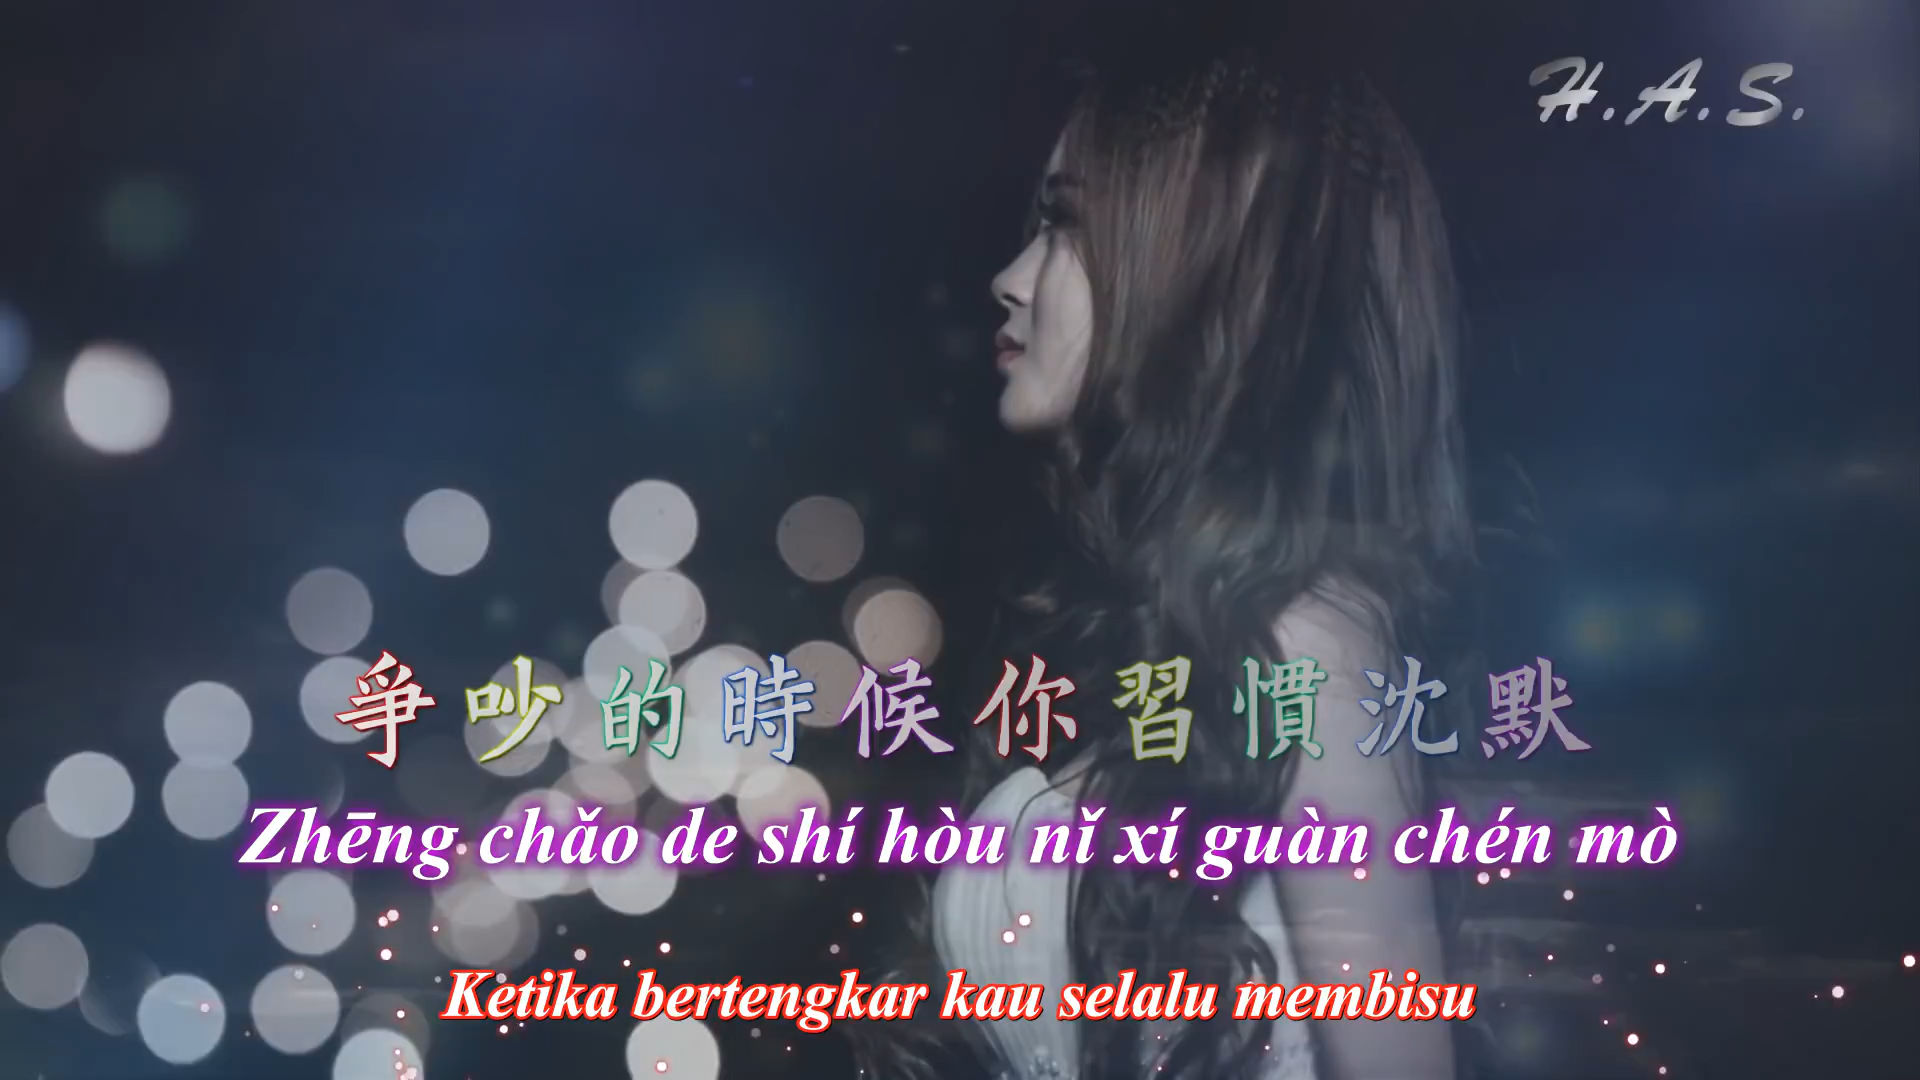 H.A.S.
爭吵的時候你習慣沈默
Zhēng chǎo de shí hòu nǐ xí guàn chén mò
Ketika bertengkar kau selalu membisu